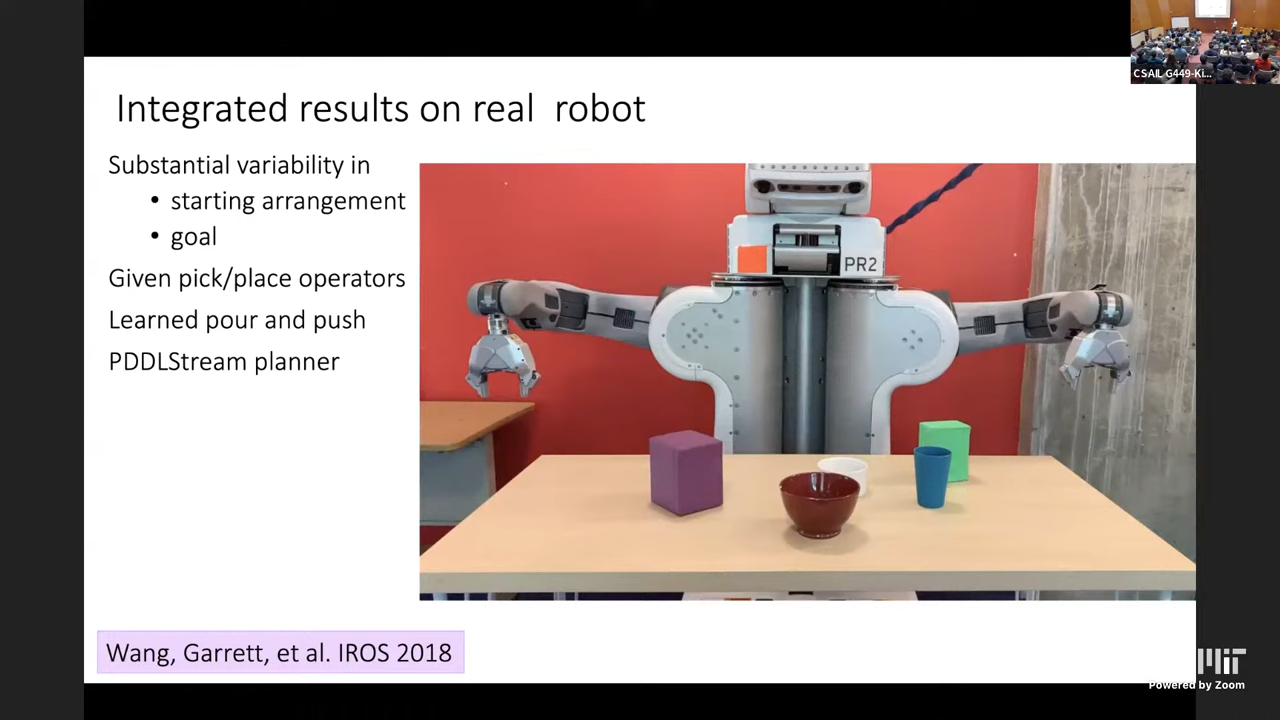 CSAIL G449-Ki...
Integrated results on real robot
Substantial variability in
• starting arrangement
• goal
Given pick/place operators
Learned pour and push
PDDLStream planner
PR2
Wang, Garrett, et al. IROS 2018
MIT
Powered by Zoom